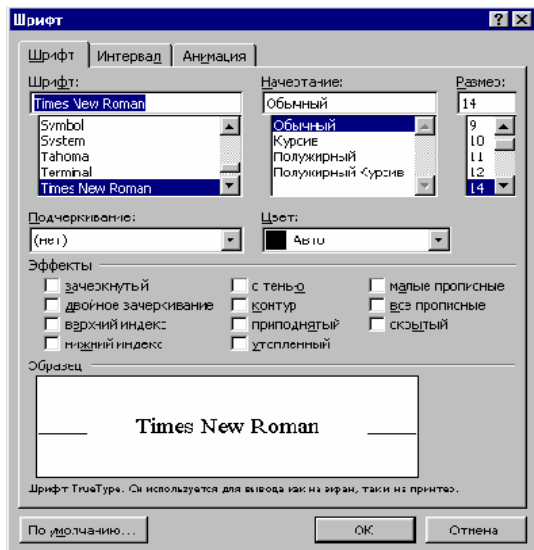 Шрифт
Шрифт Интервал Анимация
Шрифт: Начертание: Размер:
Times New Roman Обычный 14
Symbol Обычный 9
System Курсив 10
Tahoma Полужирный 11
Terminal Полужирный Курсив 12
Times New Roman 14
Подчеркивание: Цвет:
(нет) Авто
Эффекты
зачеркнутый с тенью малые прописные
двойное зачеркивание контур все прописные
верхний индекс приподнятый скрытый
нижний индекс утопленный
Образец
Times New Roman
Шрифт TrueType. Он используется для вывода как на экран, так и на принтер.
По умолчанию... ОК Отмена